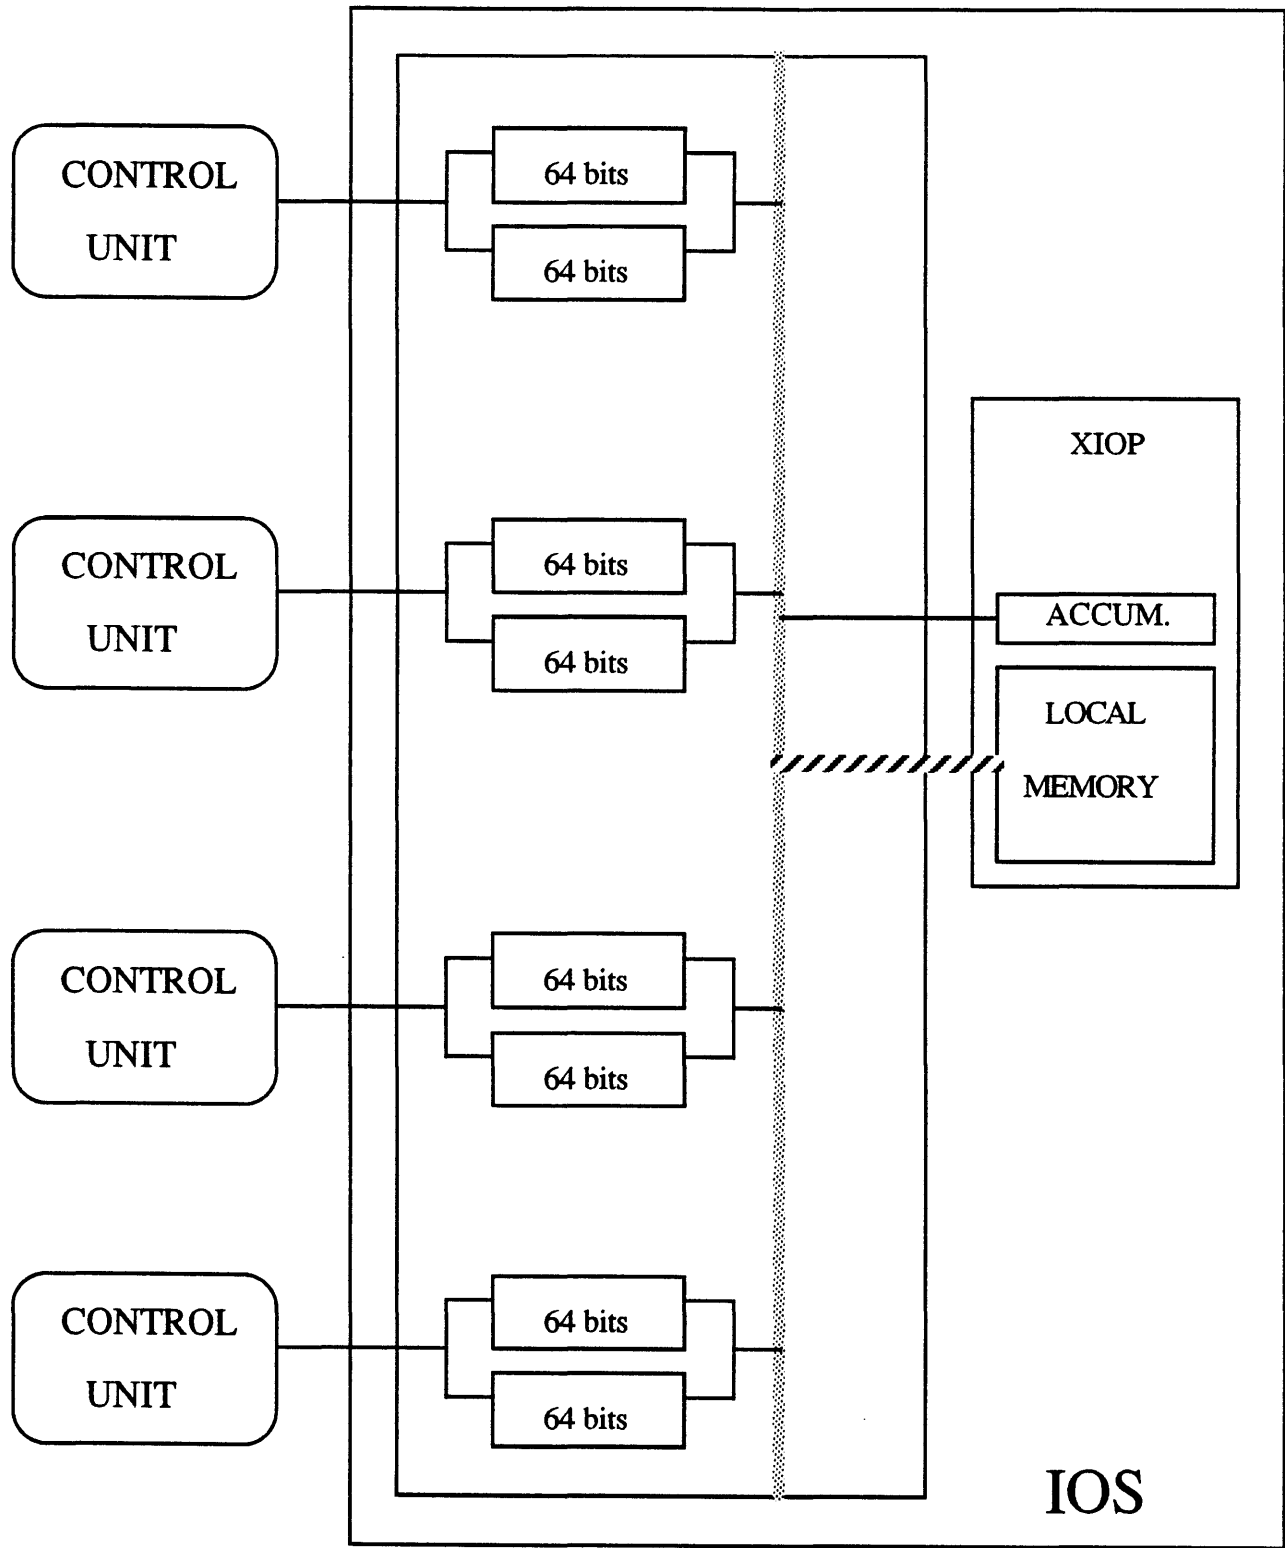 CONTROL
UNIT
64 bits
64 bits
CONTROL
UNIT
64 bits
64 bits
XIOP
ACCUM.
LOCAL
MEMORY
CONTROL
UNIT
64 bits
64 bits
CONTROL
UNIT
64 bits
64 bits
IOS